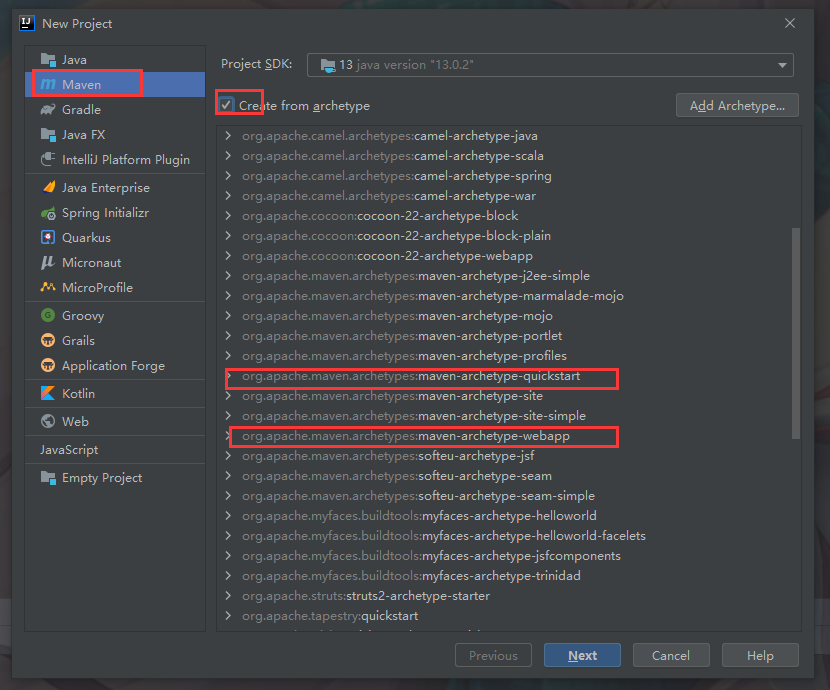 New Project
Java
Maven
Gradle
Java FX
IntelliJ Platform Plugin
Java Enterprise
Spring Initializr
Quarkus
Micronaut
MicroProfile
Groovy
Grails
Application Forge
Kotlin
Web
JavaScript
Empty Project
Project SDK: 13 java version "13.0.2"
Create from archetype Add Archetype...
org.apache.camel.archetypes:camel-archetype-java
org.apache.camel.archetypes:camel-archetype-scala
org.apache.camel.archetypes:camel-archetype-spring
org.apache.camel.archetypes:camel-archetype-war
org.apache.cocoon:cocoon-22-archetype-block
org.apache.cocoon:cocoon-22-archetype-block-plain
org.apache.cocoon:cocoon-22-archetype-webapp
org.apache.maven.archetypes:maven-archetype-j2ee-simple
org.apache.maven.archetypes:maven-archetype-marmalade-mojo
org.apache.maven.archetypes:maven-archetype-mojo
org.apache.maven.archetypes:maven-archetype-portlet
org.apache.maven.archetypes:maven-archetype-profiles
org.apache.maven.archetypes:maven-archetype-quickstart
org.apache.maven.archetypes:maven-archetype-site
org.apache.maven.archetypes:maven-archetype-site-simple
org.apache.maven.archetypes:maven-archetype-webapp
org.apache.maven.archetypes:softeu-archetype-jsf
org.apache.maven.archetypes:softeu-archetype-seam
org.apache.maven.archetypes:softeu-archetype-seam-simple
org.apache.myfaces.buildtools:myfaces-archetype-helloworld
org.apache.myfaces.buildtools:myfaces-archetype-helloworld-facelets
org.apache.myfaces.buildtools:myfaces-archetype-jsfcomponents
org.apache.myfaces.buildtools:myfaces-archetype-trinidad
org.apache.struts:struts2-archetype-starter
org.apache.tapestry:quickstart
Previous Next Cancel Help